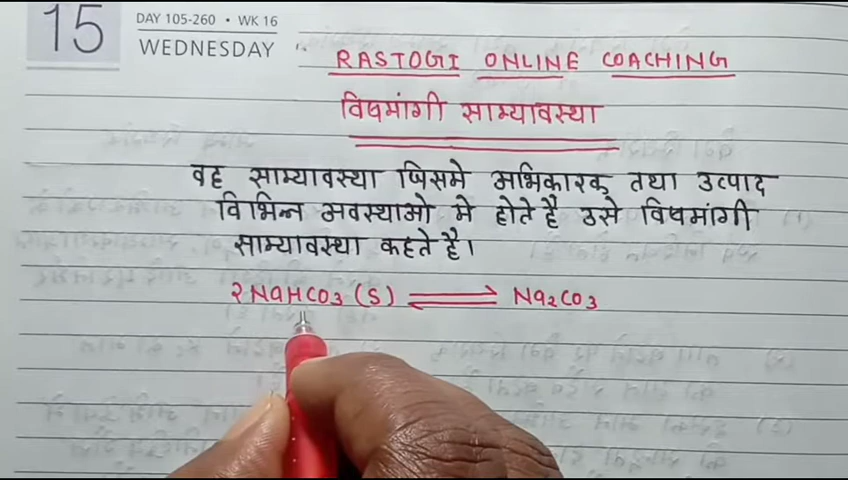 15
DAY 105-260 • WK 16
WEDNESDAY
RASTOGI ONLINE COACHING
विषमांगी साम्यावस्था
वह साम्यावस्था जिसमे अभिकारक तथा उत्पाद
विभिन्न अवस्थाओ मे होते है उसे विषमांगी
साम्यावस्था कहते है।
2NaHCO3 (S) ⇌ Na2CO3